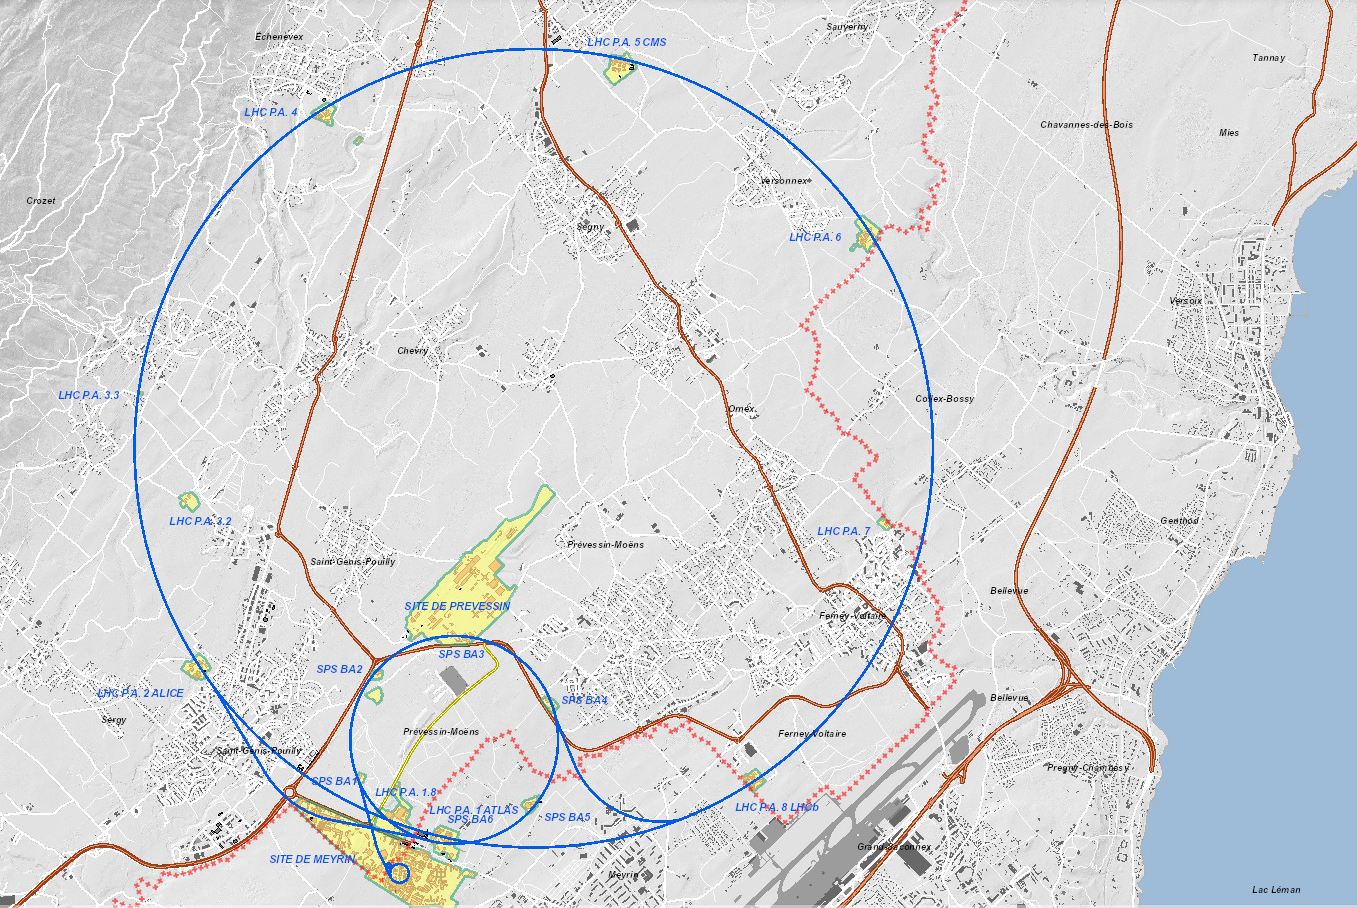 Sauverny
Échenevex
LHC P.A. 5 CMS
Tannay
LHC P.A. 4
Chavannes-des-Bois
Mies
Versonnex
Crozet
Ségny
LHC P.A. 6
Versoix
Chevry
LHC P.A. 3.3
Collex-Bossy
Ornex
LHC P.A. 3.2
Genthod
LHC P.A. 7
Prévessin-Moëns
Saint-Genis-Pouilly
Bellevue
SITE DE PREVESSIN
Ferney-Voltaire
SPS BA3
SPS BA2
LHC P.A. 2 ALICE
SPS BA4
Bellevue
Sergy
Prévessin-Moëns
Ferney-Voltaire
Saint-Genis-Pouilly
Pregny-Chambésy
SPS BA1
LHC P.A. 1.8
LHC P.A. 1 ATLAS
LHC P.A. 8 LHCb
SPS BA6
SPS BA5
Grand-Saconnex
SITE DE MEYRIN
Meyrin
Lac Léman